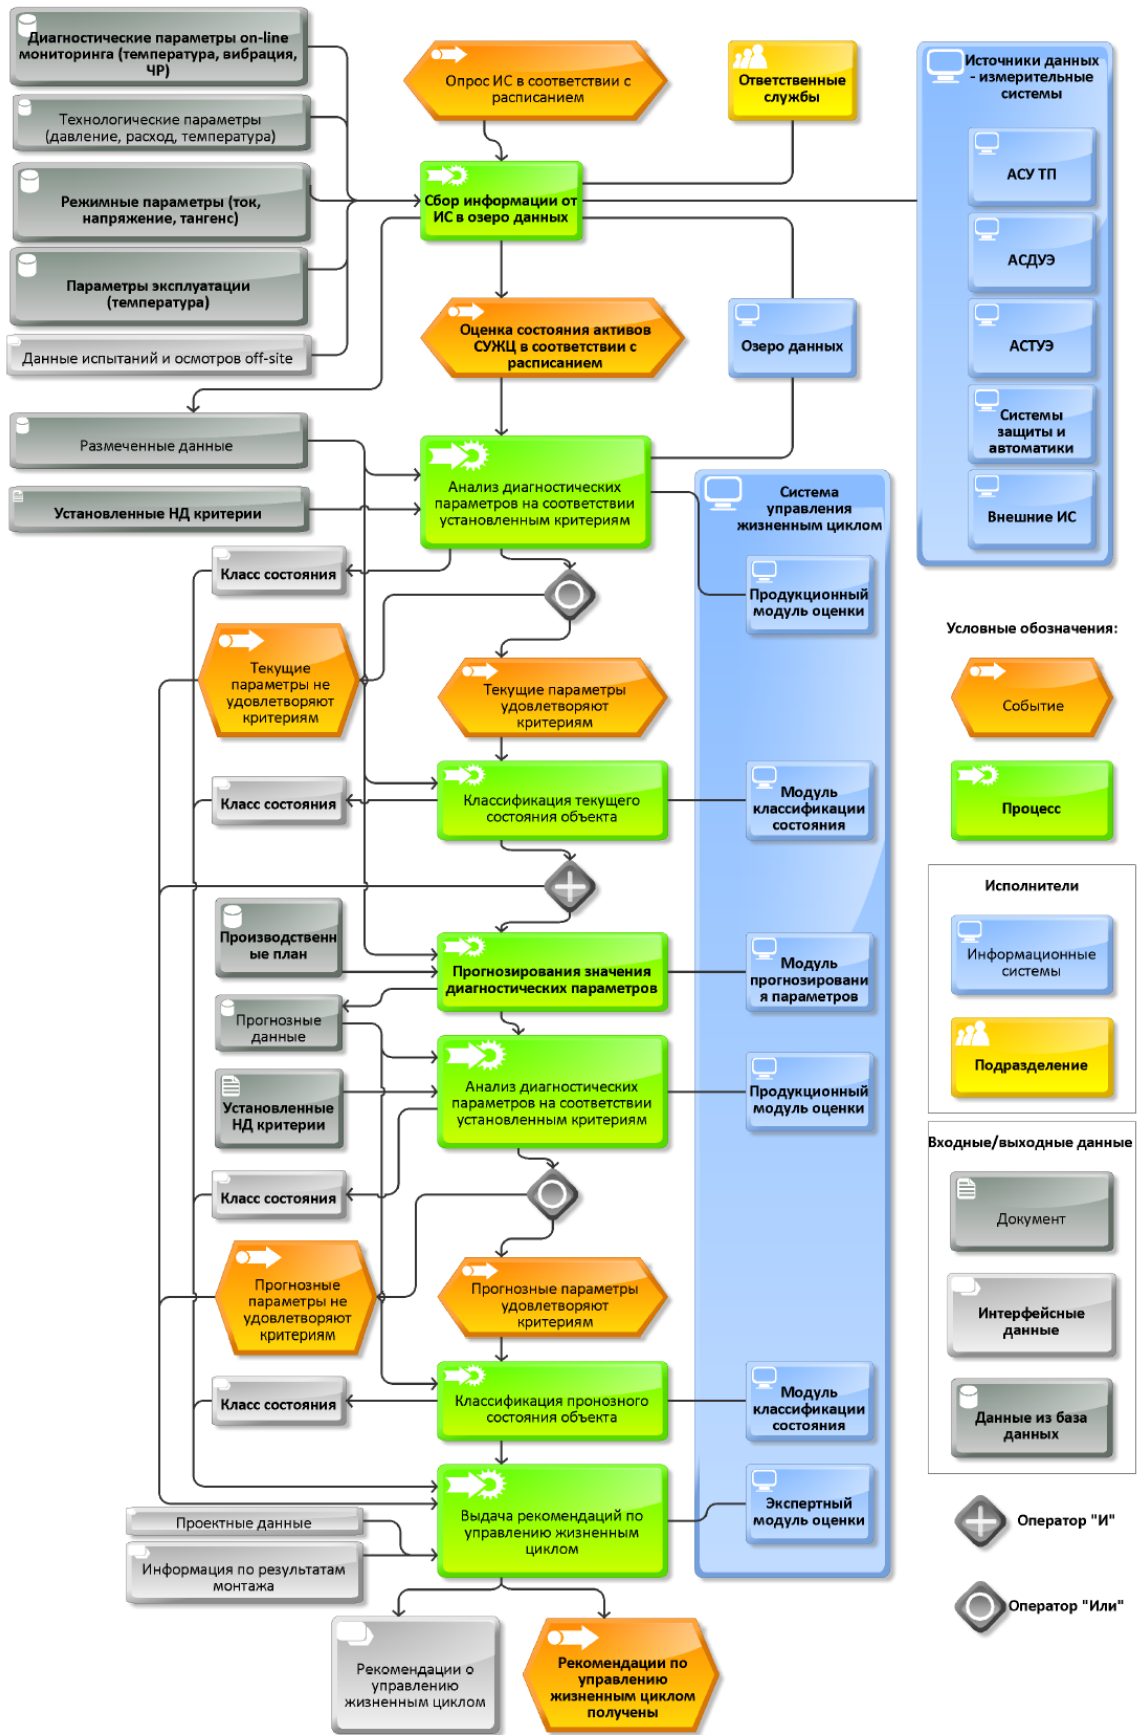 Диагностические параметры on-line
мониторинга (температура, вибрация,
ЧР)
Технологические параметры
(давление, расход, температура)
Режимные параметры (ток,
напряжение, тангенс)
Параметры эксплуатации
(температура)
Данные испытаний и осмотров off-site
Опрос ИС в соответствии с
расписанием
Ответственные
службы
Источники данных
- измерительные
системы
АСУ ТП
АСДУЭ
АСТУЭ
Системы
защиты и
автоматики
Внешние ИС
Сбор информации от
ИС в озеро данных
Оценка состояния активов
СУЖЦ в соответствии с
расписанием
Озеро данных
Размеченные данные
Установленные НД критерии
Анализ диагностических
параметров на соответствии
установленным критериям
Система
управления
жизненным циклом
Класс состояния
Продукционный
модуль оценки
Текущие
параметры не
удовлетворяют
критериям
Текущие параметры
удовлетворяют
критериям
Класс состояния
Классификация текущего
состояния объекта
Модуль
классификации
состояния
Производственн
ые план
Прогнозирования значения
диагностических параметров
Модуль
прогнозировани
я параметров
Прогнозные
данные
Установленные
НД критерии
Анализ диагностических
параметров на соответствии
установленным критериям
Продукционный
модуль оценки
Класс состояния
Прогнозные
параметры не
удовлетворяют
критериям
Прогнозные параметры
удовлетворяют
критериям
Класс состояния
Классификация пронозного
состояния объекта
Модуль
классификации
состояния
Проектные данные
Информация по результатам
монтажа
Выдача рекомендаций по
управлению жизненным
циклом
Экспертный
модуль оценки
Рекомендации о
управлению
жизненным циклом
Рекомендации по
управлению
жизненным циклом
получены
Условные обозначения:
Событие
Процесс
Исполнители
Информационные
системы
Подразделение
Входные/выходные данные
Документ
Интерфейсные
данные
Данные из база
данных
Оператор "И"
Оператор "Или"